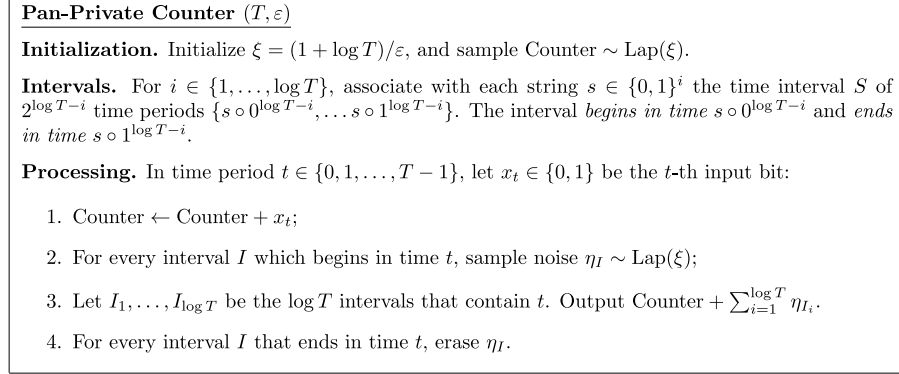 Pan-Private Counter (T, ε)
Initialization. Initialize ξ = (1 + log T)/ε, and sample Counter ∼ Lap(ξ).
Intervals. For i ∈ {1, . . . , log T}, associate with each string s ∈ {0, 1}^i the time interval S of
2^{log T−i} time periods {s ∘ 0^{log T−i}, . . . s ∘ 1^{log T−i}}. The interval begins in time s ∘ 0^{log T−i} and ends
in time s ∘ 1^{log T−i}.
Processing. In time period t ∈ {0, 1, . . . , T − 1}, let x_t ∈ {0, 1} be the t-th input bit:
1. Counter ← Counter + x_t;
2. For every interval I which begins in time t, sample noise η_I ∼ Lap(ξ);
3. Let I_1, . . . , I_{log T} be the log T intervals that contain t. Output Counter + ∑_{i=1}^{log T} η_{I_i}.
4. For every interval I that ends in time t, erase η_I.